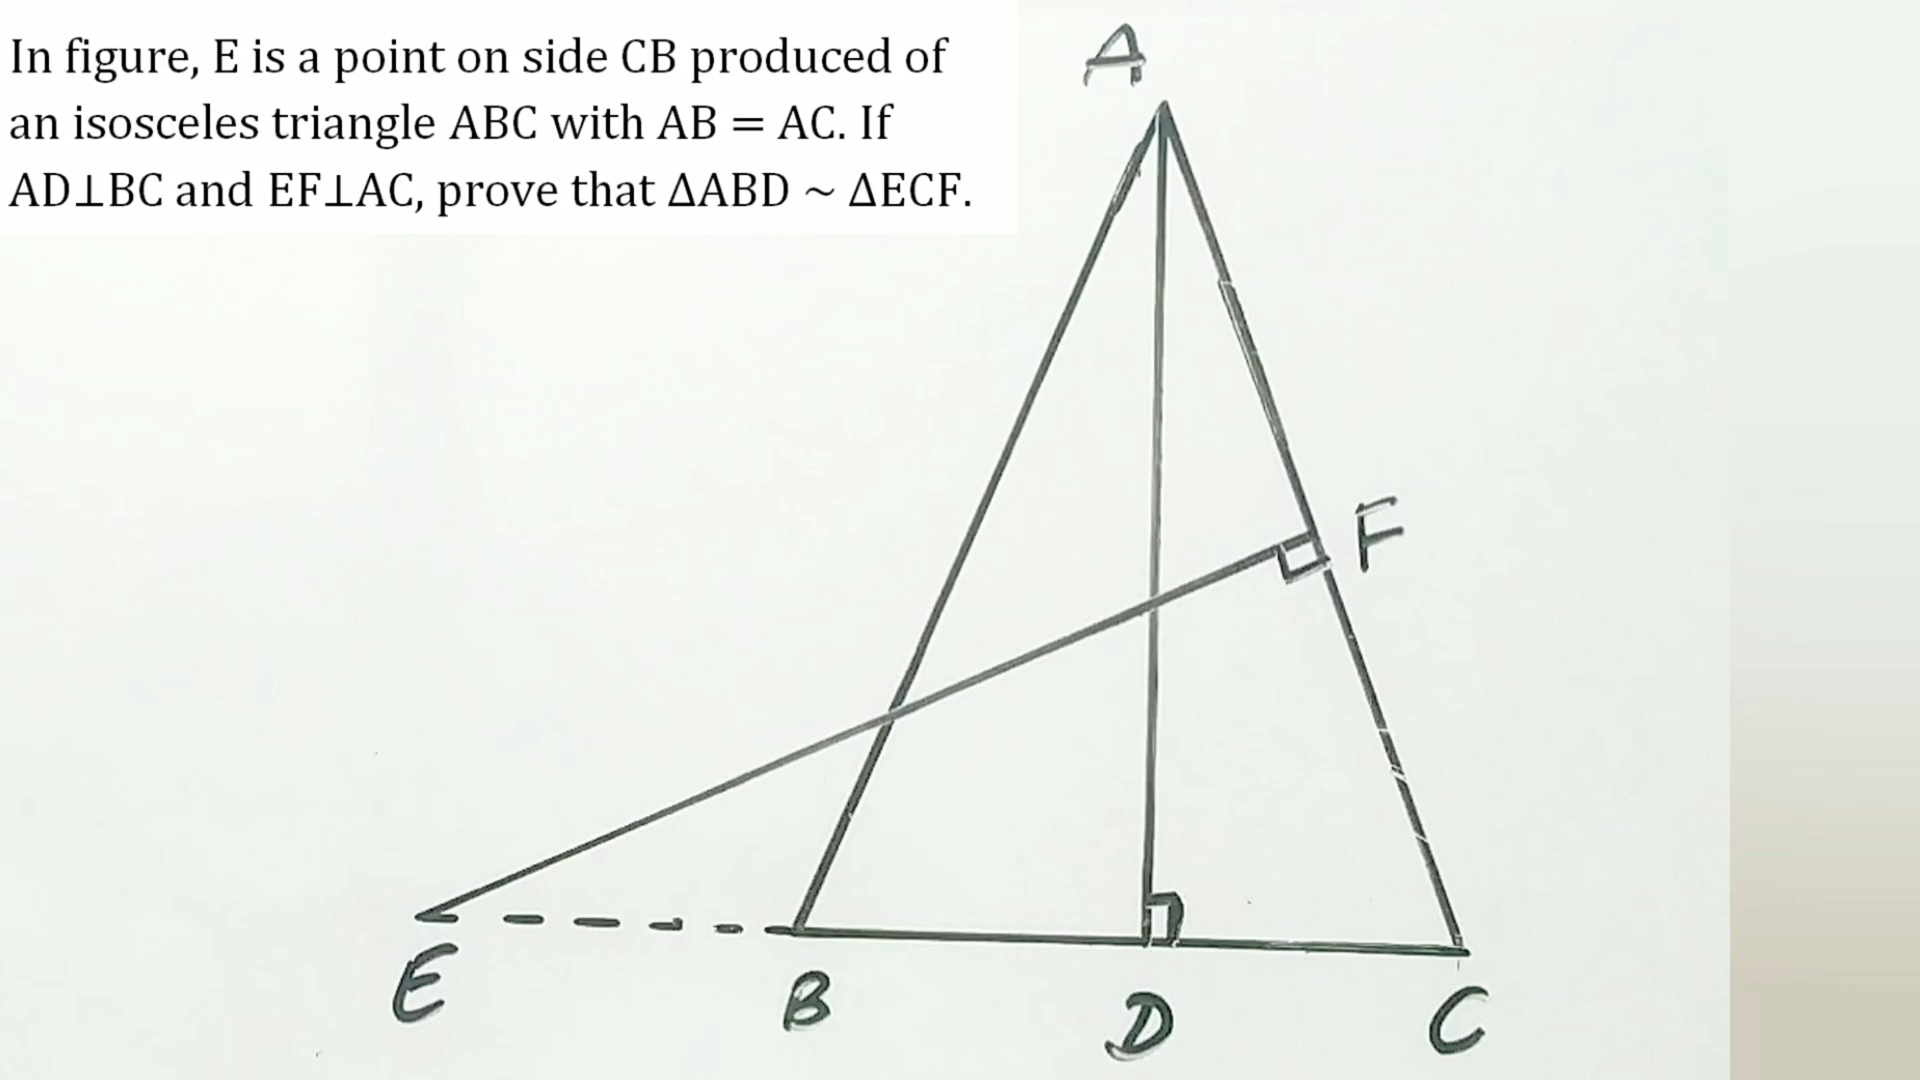 In figure, E is a point on side CB produced of
an isosceles triangle ABC with AB = AC. If
AD⊥BC and EF⊥AC, prove that ΔABD ~ ΔECF.
A
F
E
B
D
C